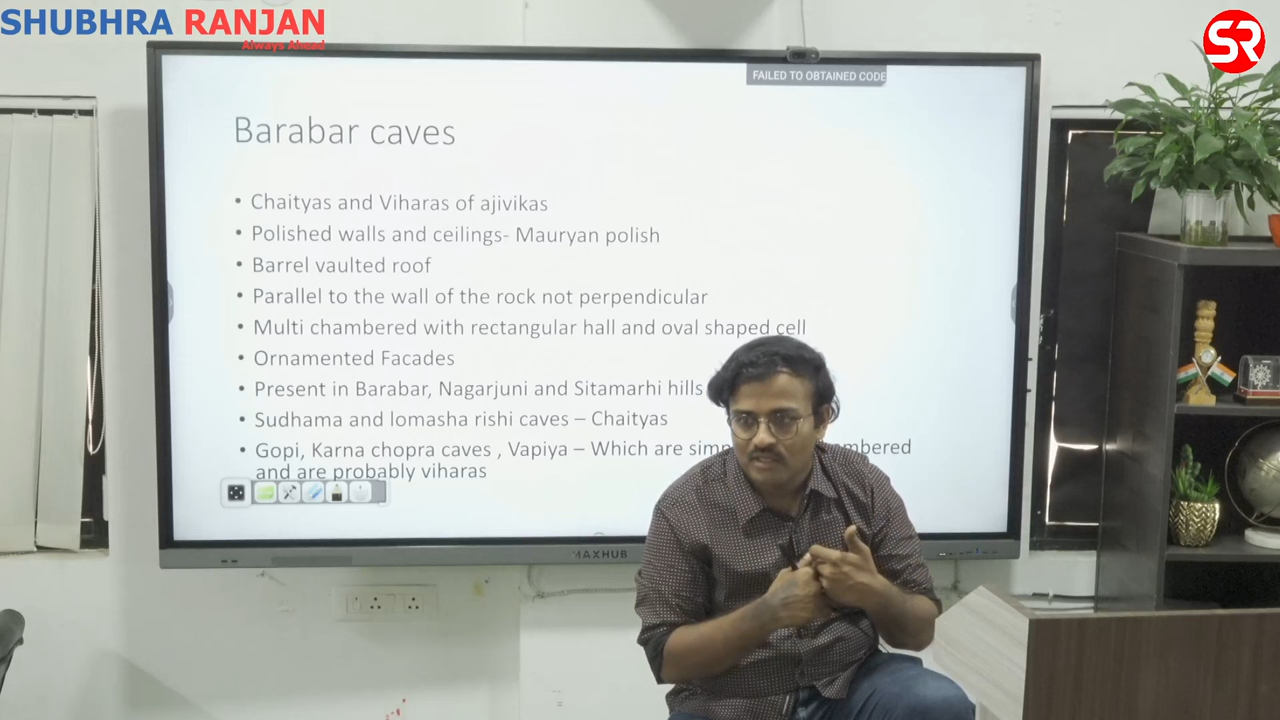 SHUBHRA RANJAN
Always Ahead
SR
FAILED TO OBTAINED CODE
Barabar caves
• Chaityas and Viharas of ajivikas
• Polished walls and ceilings- Mauryan polish
• Barrel vaulted roof
• Parallel to the wall of the rock not perpendicular
• Multi chambered with rectangular hall and oval shaped cell
• Ornamented Facades
• Present in Barabar, Nagarjuni and Sitamarhi hills
• Sudhama and lomasha rishi caves – Chaityas
• Gopi, Karna chopra caves , Vapiya – Which are
and are probably viharas
MAXHUB